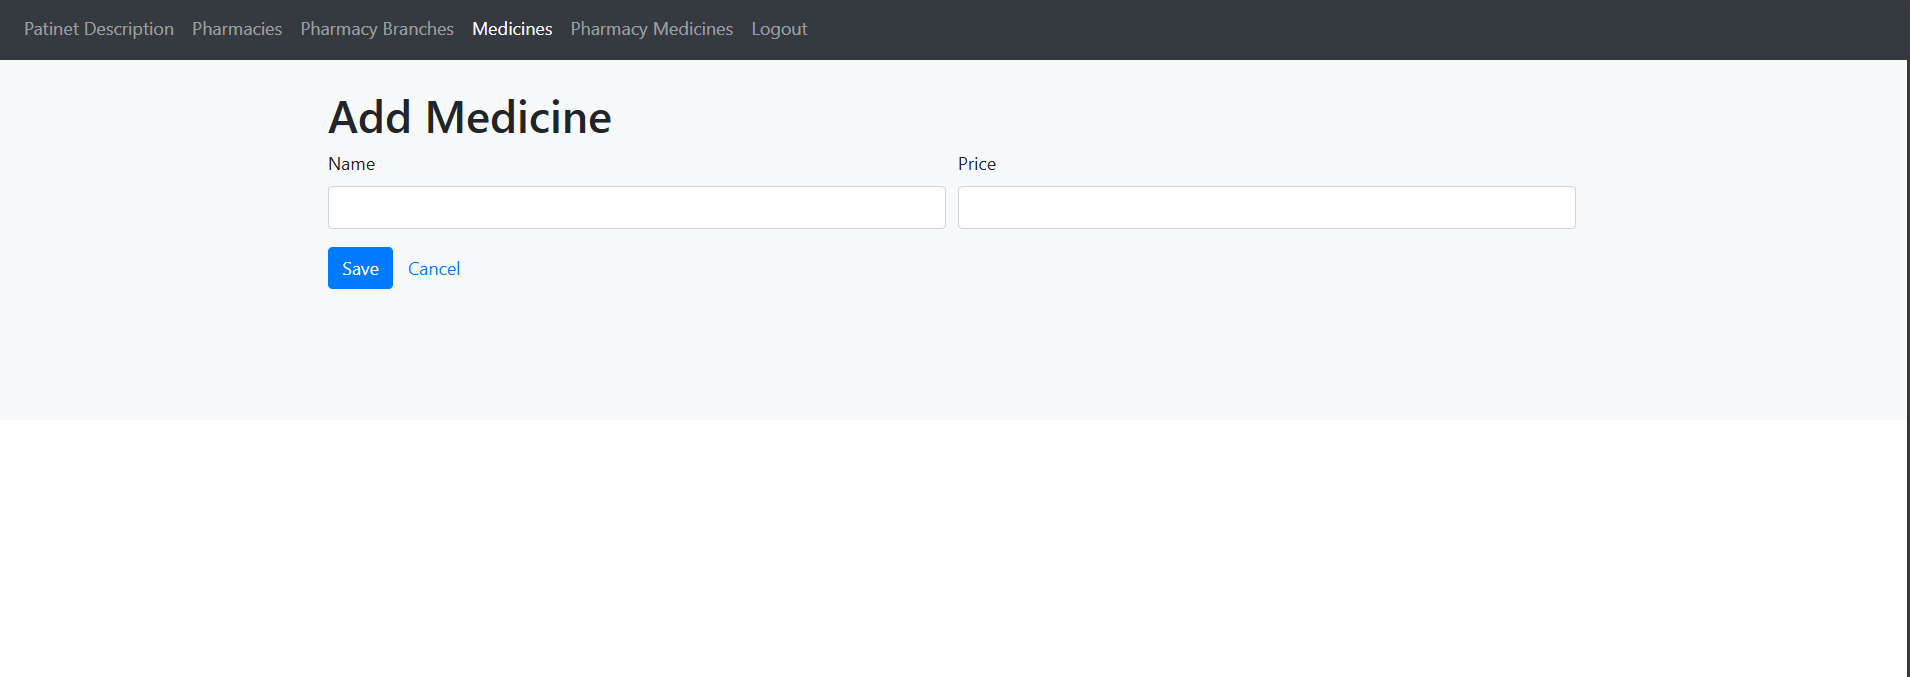 Patinet Description Pharmacies Pharmacy Branches Medicines Pharmacy Medicines Logout
Add Medicine
Name Price
Save Cancel